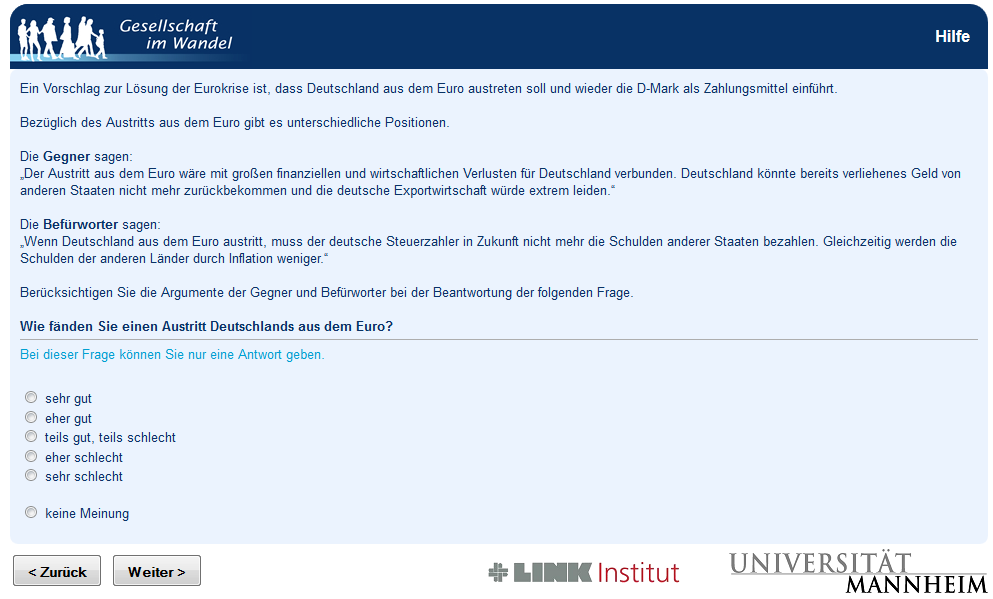 Gesellschaft
im Wandel
Hilfe
Ein Vorschlag zur Lösung der Eurokrise ist, dass Deutschland aus dem Euro austreten soll und wieder die D-Mark als Zahlungsmittel einführt.
Bezüglich des Austritts aus dem Euro gibt es unterschiedliche Positionen.
Die Gegner sagen:
„Der Austritt aus dem Euro wäre mit großen finanziellen und wirtschaftlichen Verlusten für Deutschland verbunden. Deutschland könnte bereits verliehenes Geld von
anderen Staaten nicht mehr zurückbekommen und die deutsche Exportwirtschaft würde extrem leiden.“
Die Befürworter sagen:
„Wenn Deutschland aus dem Euro austritt, muss der deutsche Steuerzahler in Zukunft nicht mehr die Schulden anderer Staaten bezahlen. Gleichzeitig werden die
Schulden der anderen Länder durch Inflation weniger.“
Berücksichtigen Sie die Argumente der Gegner und Befürworter bei der Beantwortung der folgenden Frage.
Wie fänden Sie einen Austritt Deutschlands aus dem Euro?
Bei dieser Frage können Sie nur eine Antwort geben.
sehr gut
eher gut
teils gut, teils schlecht
eher schlecht
sehr schlecht
keine Meinung
< Zurück
Weiter >
LINK Institut
UNIVERSITÄT
MANNHEIM